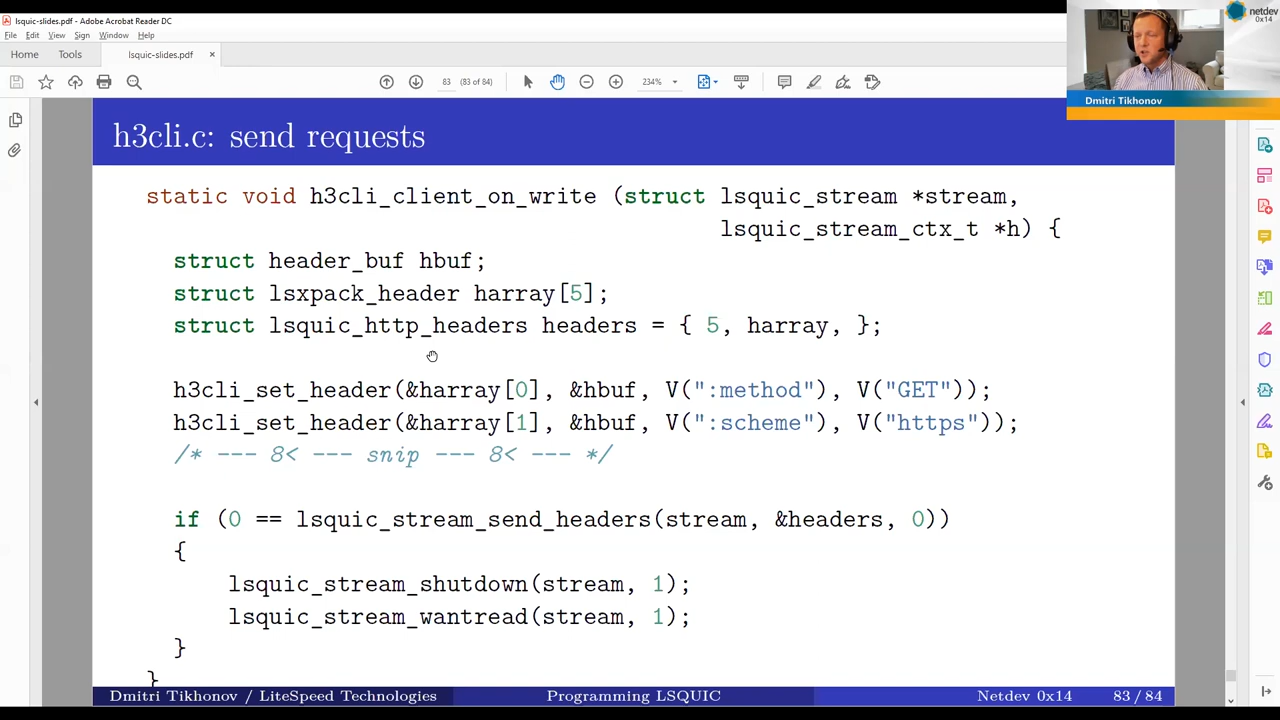 lsquic-slides.pdf - Adobe Acrobat Reader DC
File Edit View Sign Window Help
Home Tools lsquic-slides.pdf ×
83 (83 of 84) 234%
netdev
0x14
Dmitri Tikhonov
h3cli.c: send requests
static void h3cli_client_on_write (struct lsquic_stream *stream,
lsquic_stream_ctx_t *h) {
struct header_buf hbuf;
struct lsxpack_header harray[5];
struct lsquic_http_headers headers = { 5, harray, };
h3cli_set_header(&harray[0], &hbuf, V(":method"), V("GET"));
h3cli_set_header(&harray[1], &hbuf, V(":scheme"), V("https"));
/* --- 8< --- snip --- 8< --- */
if (0 == lsquic_stream_send_headers(stream, &headers, 0))
{
lsquic_stream_shutdown(stream, 1);
lsquic_stream_wantread(stream, 1);
}
}
Dmitri Tikhonov / LiteSpeed Technologies Programming LSQUIC Netdev 0x14 83 / 84